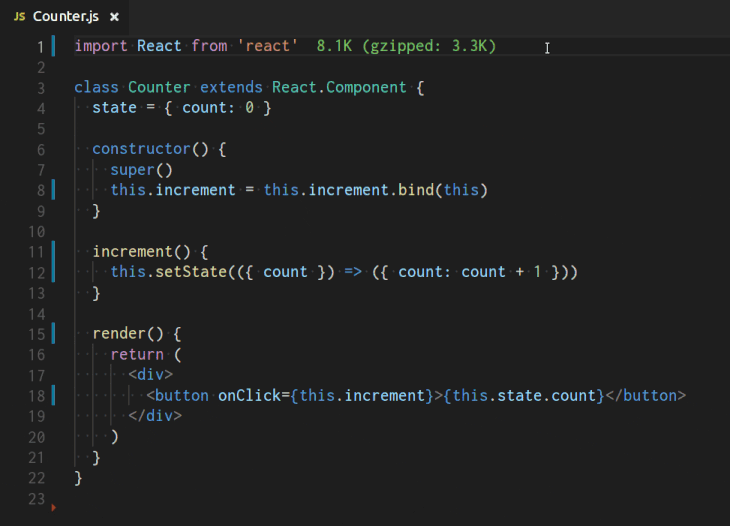 JS Counter.js ×
1 import React from 'react' 8.1K (gzipped: 3.3K)
2
3 class Counter extends React.Component {
4   state = { count: 0 }
5
6   constructor() {
7     super()
8     this.increment = this.increment.bind(this)
9   }
10
11   increment() {
12     this.setState(({ count }) => ({ count: count + 1 }))
13   }
14
15   render() {
16     return (
17       <div>
18         <button onClick={this.increment}>{this.state.count}</button>
19       </div>
20     )
21   }
22 }
23